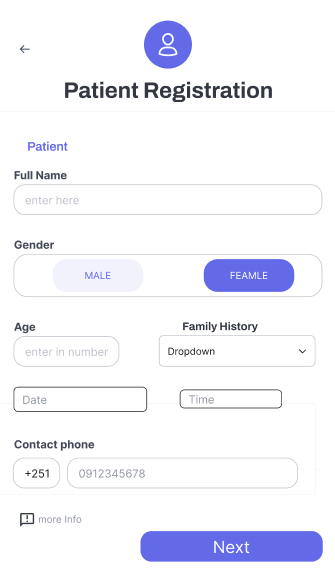 Patient Registration
Patient
Full Name
enter here
Gender
MALE FEAMLE
Age Family History
enter in number Dropdown
Date Time
Contact phone
+251 0912345678
more Info
Next